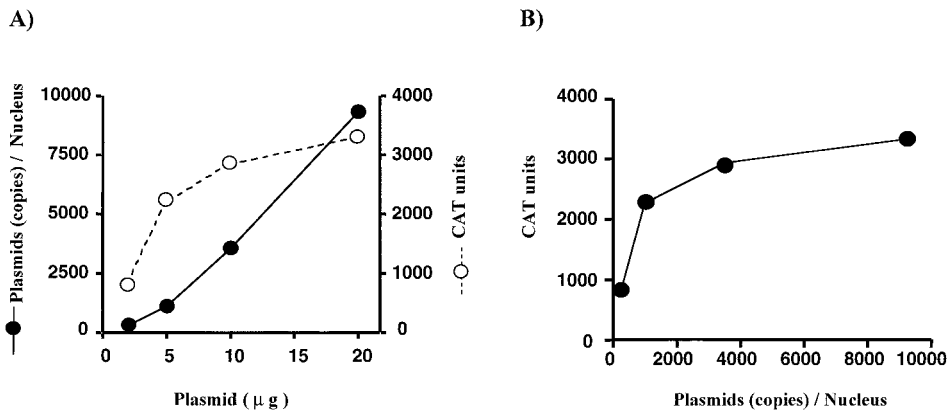 A)
Plasmids (copies) / Nucleus
10000
7500
5000
2500
0
4000
3000
2000
1000
0
CAT units
0 5 10 15 20
Plasmid ( μ g )
B)
CAT units
4000
3000
2000
1000
0
0 2000 4000 6000 8000 10000
Plasmids (copies) / Nucleus